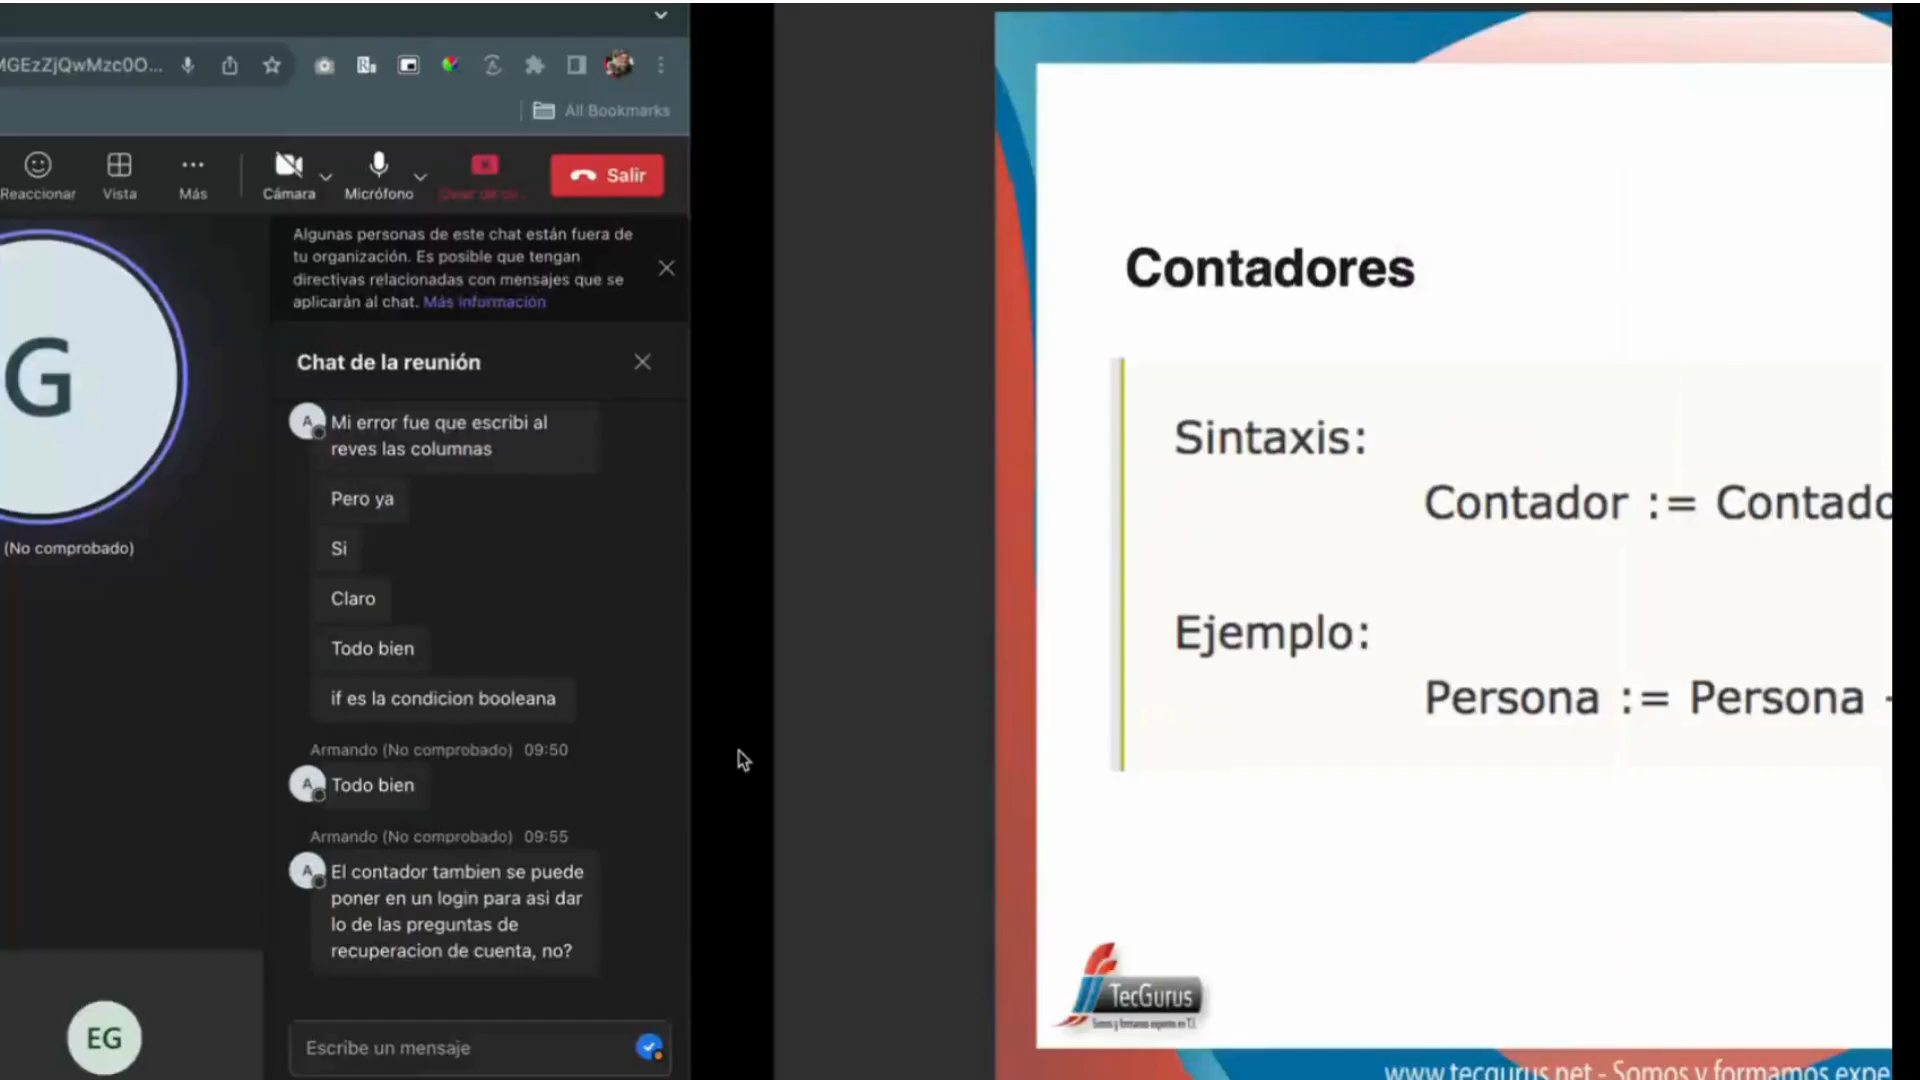 MGEzZjQwMzc0O...
All Bookmarks
Reaccionar
Vista
Más
Cámara
Micrófono
Salir
Algunas personas de este chat están fuera de
tu organización. Es posible que tengan
directivas relacionadas con mensajes que se
aplicarán al chat. Más información
G
(No comprobado)
Chat de la reunión
A
Mi error fue que escribi al
reves las columnas
Pero ya
Si
Claro
Todo bien
if es la condicion booleana
Armando (No comprobado) 09:50
A
Todo bien
Armando (No comprobado) 09:55
A
El contador tambien se puede
poner en un login para asi dar
lo de las preguntas de
recuperacion de cuenta, no?
EG
Escribe un mensaje
Contadores
Sintaxis:
Contador := Contado
Ejemplo:
Persona := Persona
TecGurus
Somos y formamos expertos en T.I.
www.tecgurus.net - Somos y formamos expe